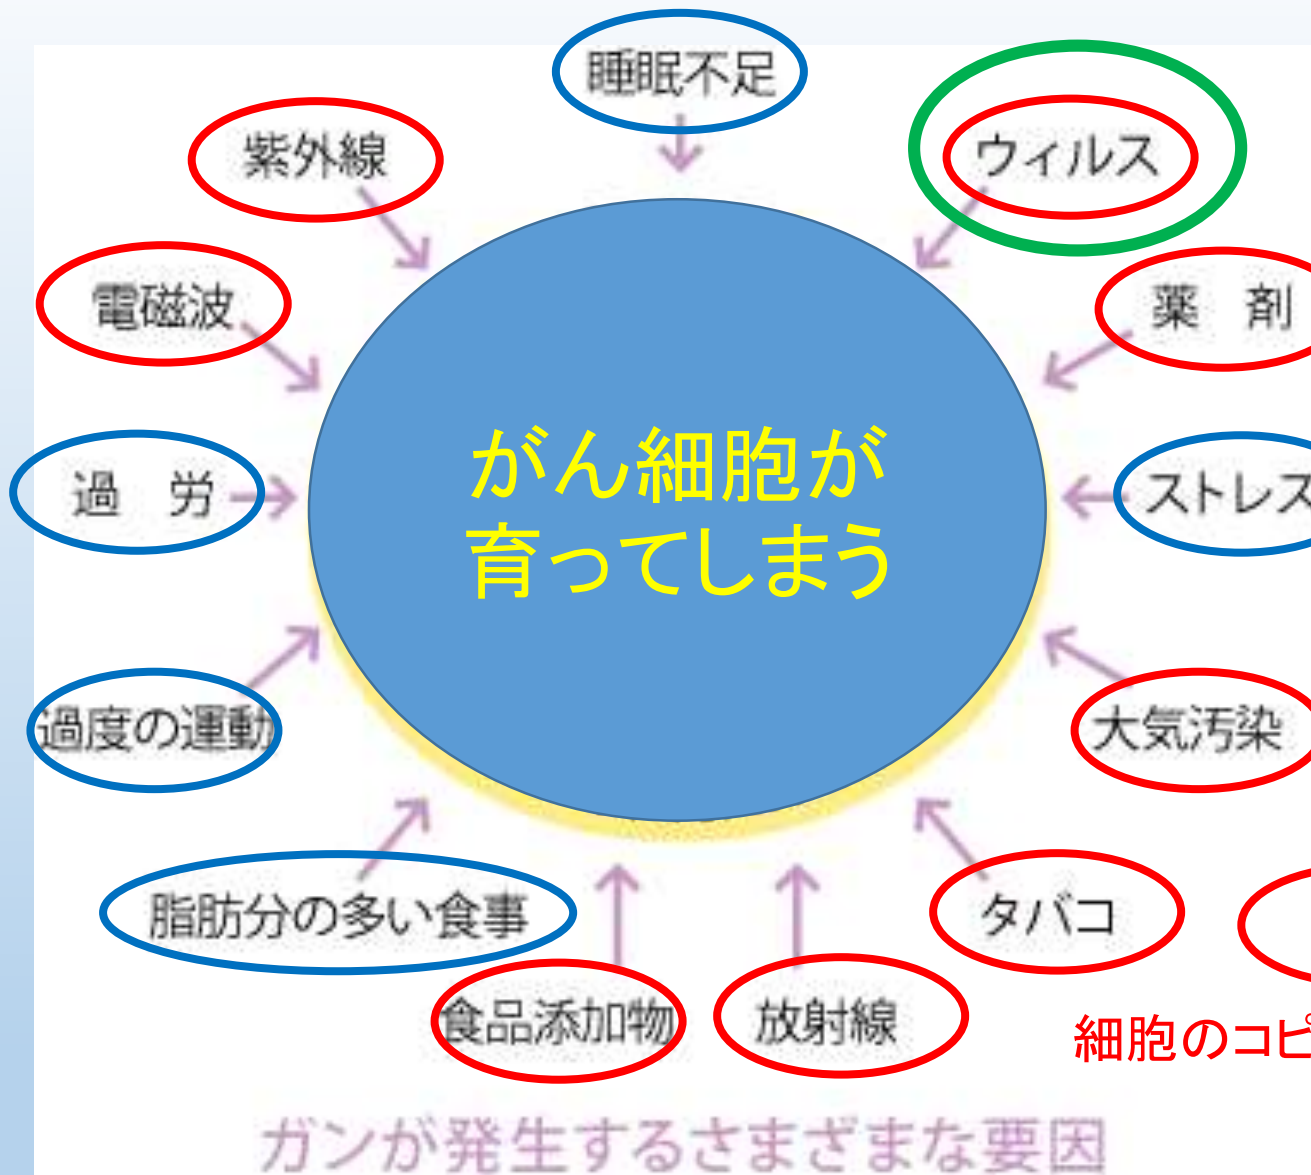 睡眠不足
紫外線
ウィルス
電磁波
薬　剤
がん細胞が
育ってしまう
過　労
ストレス
過度の運動
大気汚染
脂肪分の多い食事
タバコ
食品添加物
放射線
細胞のコピ
ガンが発生するさまざまな要因